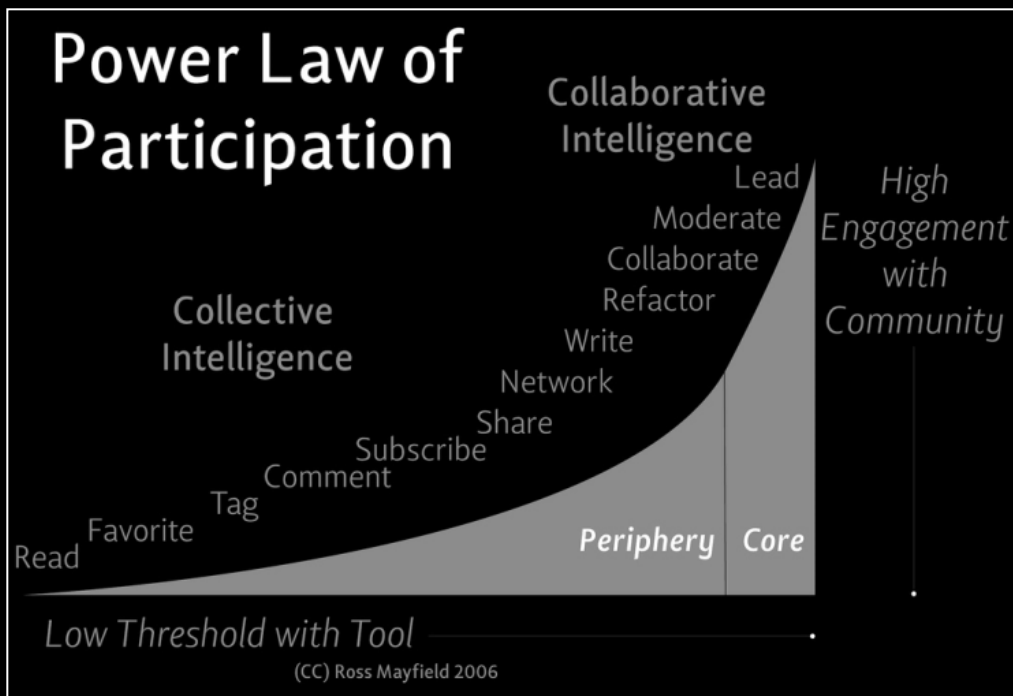 Power Law of
Participation
Collaborative
Intelligence
Lead
Moderate
Collaborate
Refactor
Write
Network
Share
Subscribe
Comment
Tag
Favorite
Read
High
Engagement
with
Community
Collective
Intelligence
Periphery
Core
Low Threshold with Tool
(CC) Ross Mayfield 2006